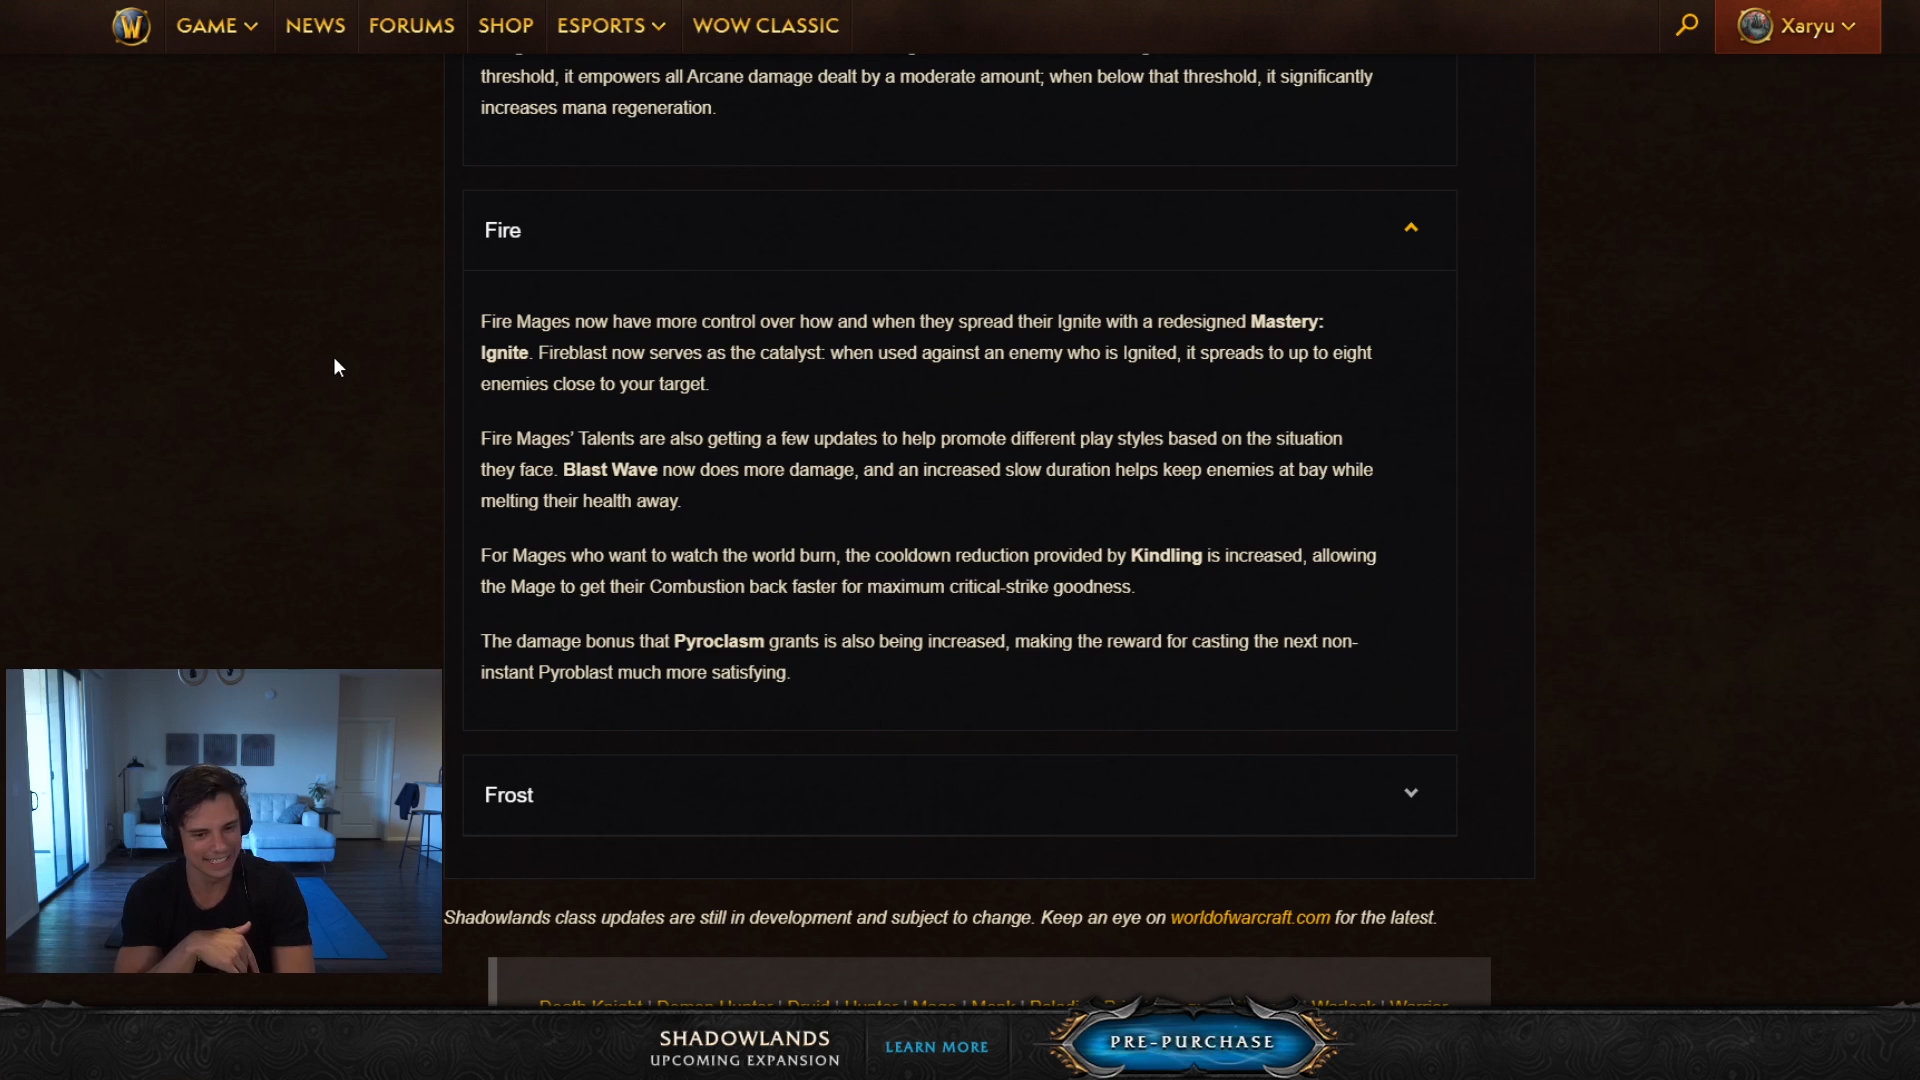 GAME
NEWS
FORUMS
SHOP
ESPORTS
WOW CLASSIC
Xaryu
threshold, it empowers all Arcane damage dealt by a moderate amount; when below that threshold, it significantly
increases mana regeneration.
Fire
Fire Mages now have more control over how and when they spread their Ignite with a redesigned Mastery:
Ignite. Fireblast now serves as the catalyst: when used against an enemy who is Ignited, it spreads to up to eight
enemies close to your target.
Fire Mages' Talents are also getting a few updates to help promote different play styles based on the situation
they face. Blast Wave now does more damage, and an increased slow duration helps keep enemies at bay while
melting their health away.
For Mages who want to watch the world burn, the cooldown reduction provided by Kindling is increased, allowing
the Mage to get their Combustion back faster for maximum critical-strike goodness.
The damage bonus that Pyroclasm grants is also being increased, making the reward for casting the next non-
instant Pyroblast much more satisfying.
Frost
Shadowlands class updates are still in development and subject to change. Keep an eye on worldofwarcraft.com for the latest.
Death Knight | Demon Hunter | Druid | Hunter | Mage | Monk | Warlock | Warrior
SHADOWLANDS
UPCOMING EXPANSION
LEARN MORE
PRE-PURCHASE